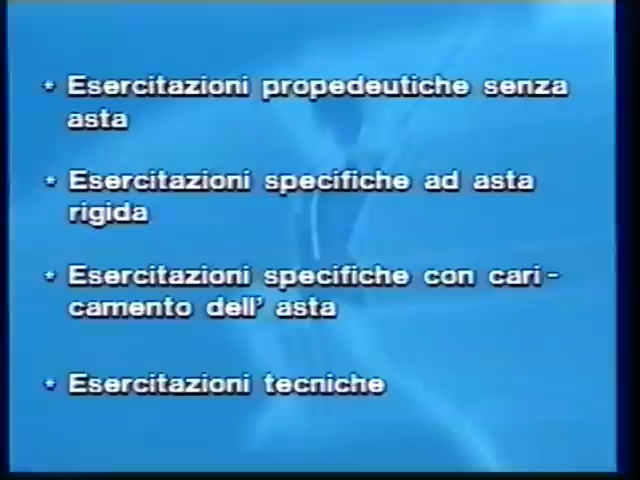 * Esercitazioni propedeutiche senza
asta
* Esercitazioni specifiche ad asta
rigida
* Esercitazioni specifiche con cari-
camento dell' asta
* Esercitazioni tecniche